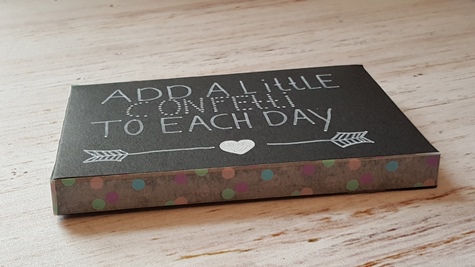 ADD A LittLE
CONFETTI
TO EACH DAY